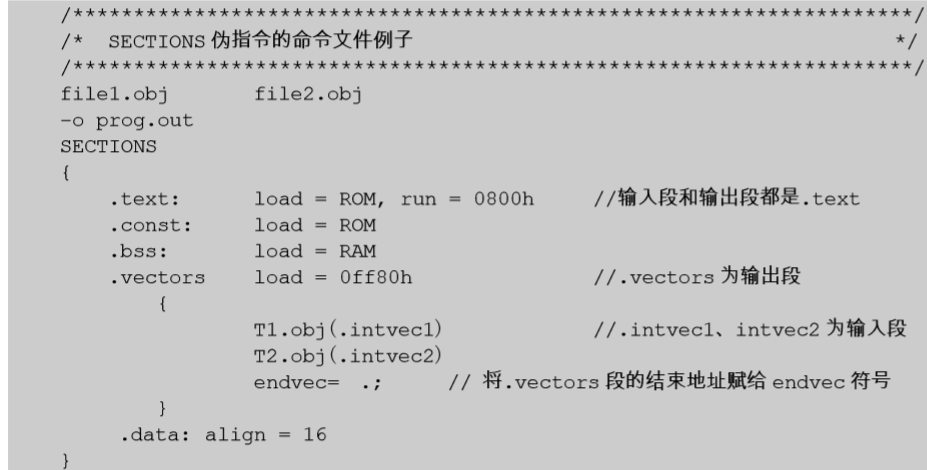 /*********************************************************************/
/*  SECTIONS 伪指令的命令文件例子                                        */
/*********************************************************************/
file1.obj       file2.obj
-o prog.out
SECTIONS
{
    .text:      load = ROM, run = 0800h     //输入段和输出段都是.text
    .const:     load = ROM
    .bss:       load = RAM
    .vectors    load = 0ff80h               //.vectors 为输出段
        {
                T1.obj(.intvec1)            //.intvec1、intvec2 为输入段
                T2.obj(.intvec2)
                endvec=  .;     // 将.vectors 段的结束地址赋给 endvec 符号
        }
     .data: align = 16
}